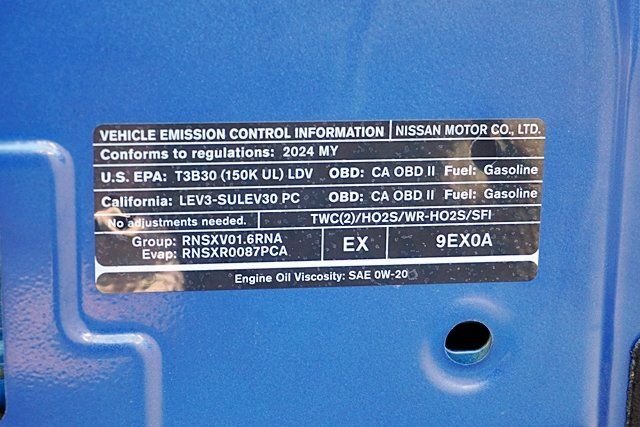 VEHICLE EMISSION CONTROL INFORMATION NISSAN MOTOR CO., LTD.
Conforms to regulations: 2024 MY
U.S. EPA: T3B30 (150K UL) LDV OBD: CA OBD II Fuel: Gasoline
California: LEV3-SULEV30 PC OBD: CA OBD II Fuel: Gasoline
No adjustments needed. TWC(2)/HO2S/WR-HO2S/SFI
Group: RNSXV01.6RNA EX 9EX0A
Evap: RNSXR0087PCA
Engine Oil Viscosity: SAE 0W-20